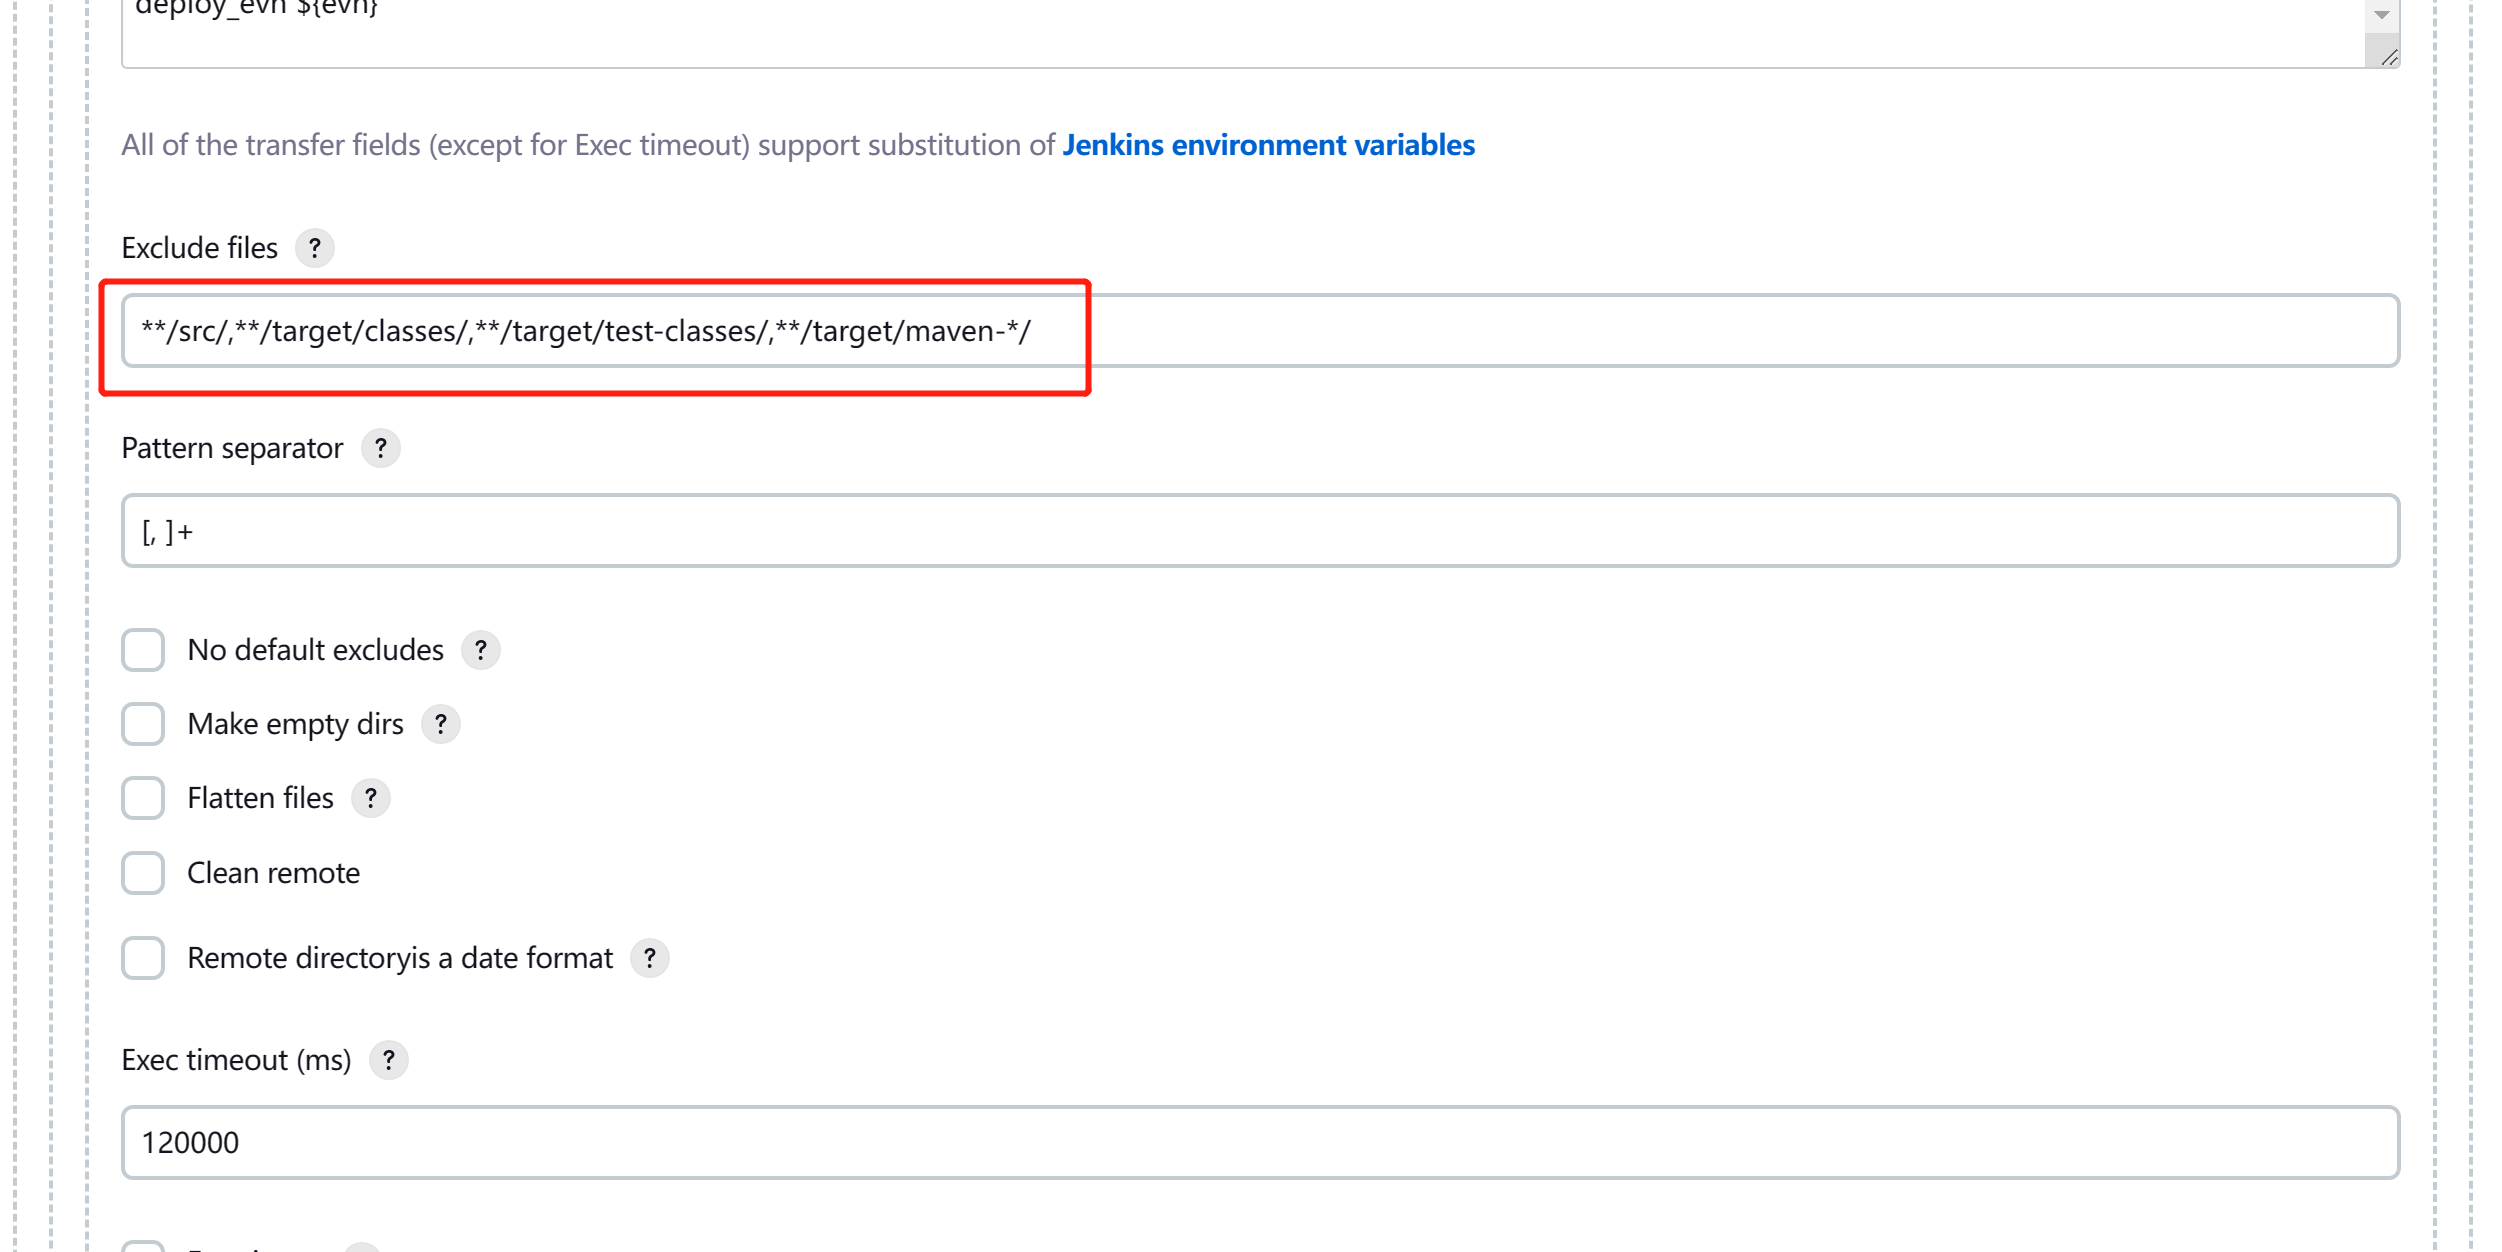 deploy_evn ${evn}
All of the transfer fields (except for Exec timeout) support substitution of Jenkins environment variables
Exclude files ?
**/src/,**/target/classes/,**/target/test-classes/,**/target/maven-*/
Pattern separator ?
[, ]+
No default excludes ?
Make empty dirs ?
Flatten files ?
Clean remote
Remote directoryis a date format ?
Exec timeout (ms) ?
120000